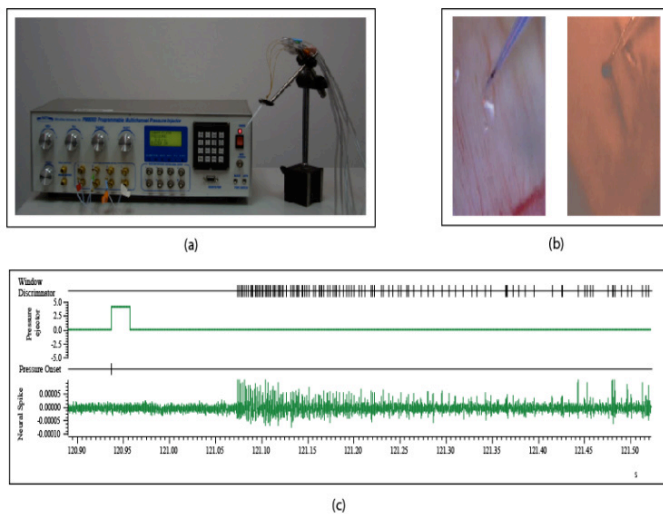 (a)
(b)
Window
Discriminator
Pressure ejector
5.0
2.5
0.0
-2.5
-5.0
Pressure Onset
Neural Spike
0.00005
0.00000
-0.00005
-0.00010
120.90 120.95 121.00 121.05 121.10 121.15 121.20 121.25 121.30 121.35 121.40 121.45 121.50
s
(c)